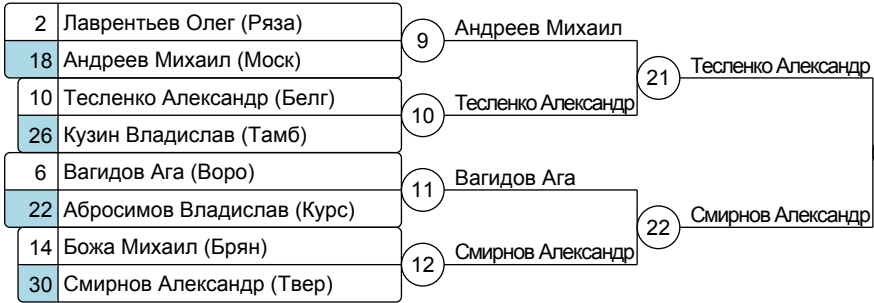 2 Лаврентьев Олег (Ряза)
18 Андреев Михаил (Моск)
9 Андреев Михаил
10 Тесленко Александр (Белг)
26 Кузин Владислав (Тамб)
10 Тесленко Александр
21 Тесленко Александр
6 Вагидов Ага (Воро)
22 Абросимов Владислав (Курс)
11 Вагидов Ага
14 Божа Михаил (Брян)
30 Смирнов Александр (Твер)
12 Смирнов Александр
22 Смирнов Александр